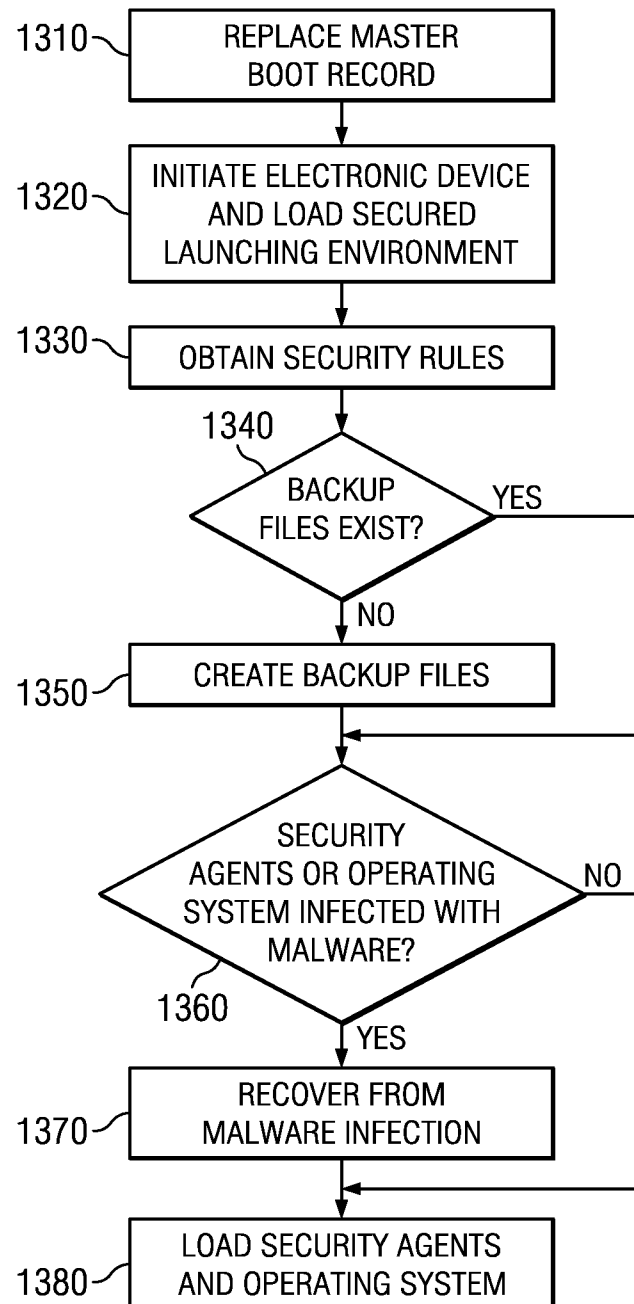 1310
REPLACE MASTER
BOOT RECORD
1320
INITIATE ELECTRONIC DEVICE
AND LOAD SECURED
LAUNCHING ENVIRONMENT
1330
OBTAIN SECURITY RULES
1340
BACKUP
FILES EXIST?
YES
NO
1350
CREATE BACKUP FILES
SECURITY
AGENTS OR OPERATING
SYSTEM INFECTED WITH
MALWARE?
NO
1360
YES
1370
RECOVER FROM
MALWARE INFECTION
1380
LOAD SECURITY AGENTS
AND OPERATING SYSTEM